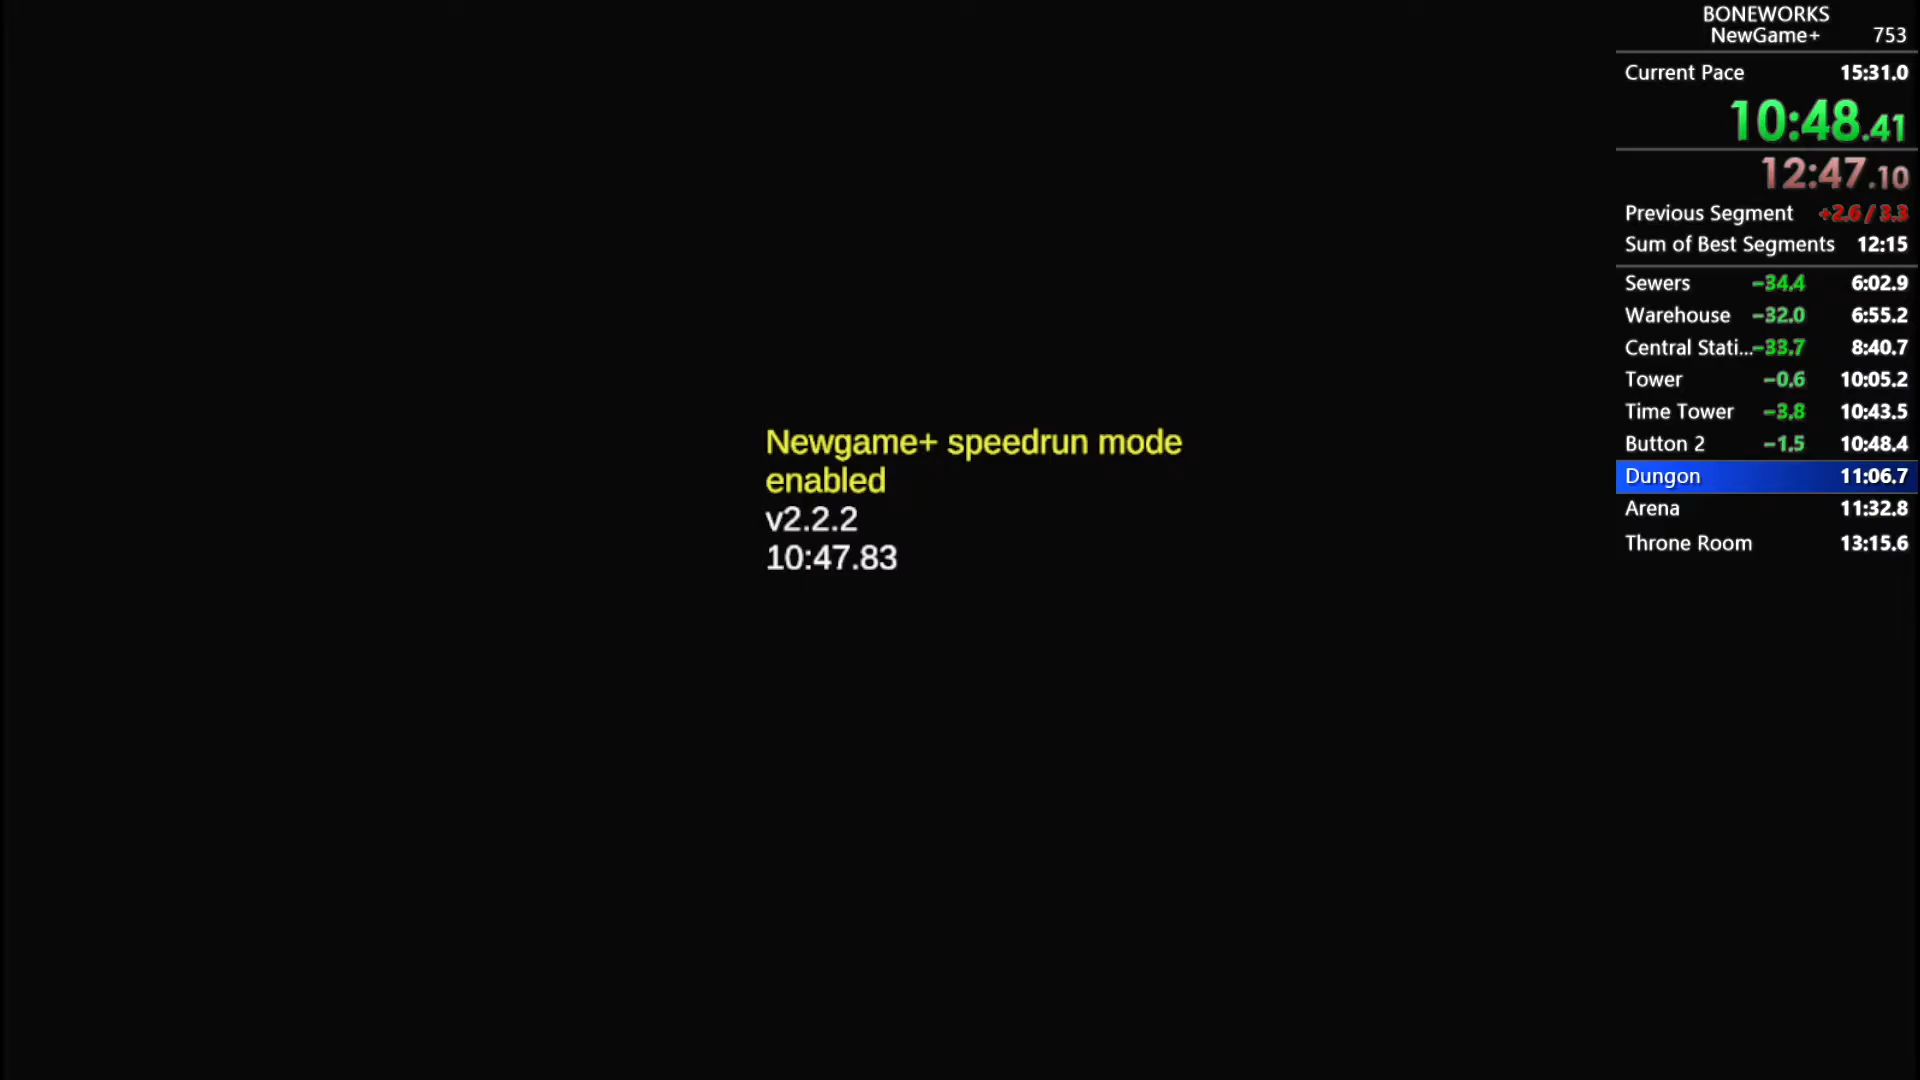 Newgame+ speedrun mode
enabled
v2.2.2
10:47.83
BONEWORKS
NewGame+ 753
Current Pace 15:31.0
10:48.41
12:47.10
Previous Segment +2.6 / 3.3
Sum of Best Segments 12:15
Sewers −34.4 6:02.9
Warehouse −32.0 6:55.2
Central Stati... −33.7 8:40.7
Tower −0.6 10:05.2
Time Tower −3.8 10:43.5
Button 2 −1.5 10:48.4
Dungon 11:06.7
Arena 11:32.8
Throne Room 13:15.6